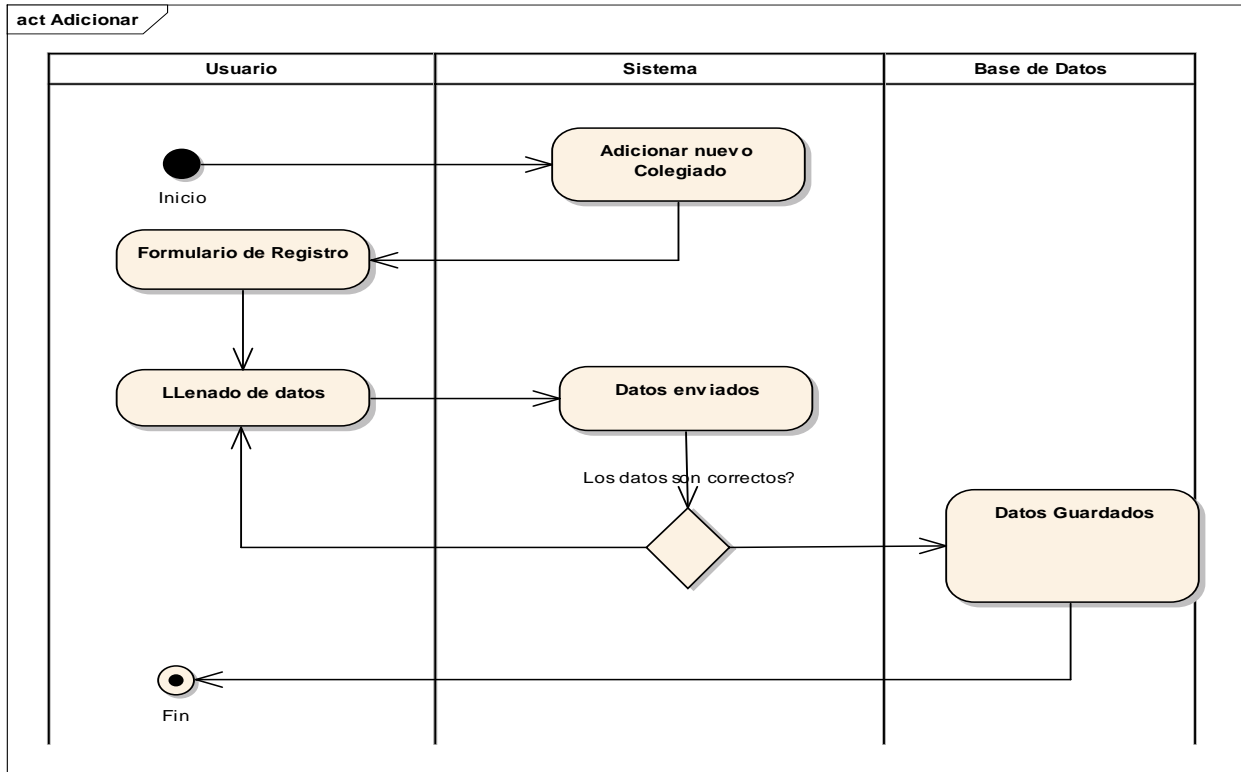 act Adicionar
Usuario
Sistema
Base de Datos
Adicionar nuevo
Colegiado
Inicio
Formulario de Registro
LLenado de datos
Datos enviados
Los datos son correctos?
Datos Guardados
Fin